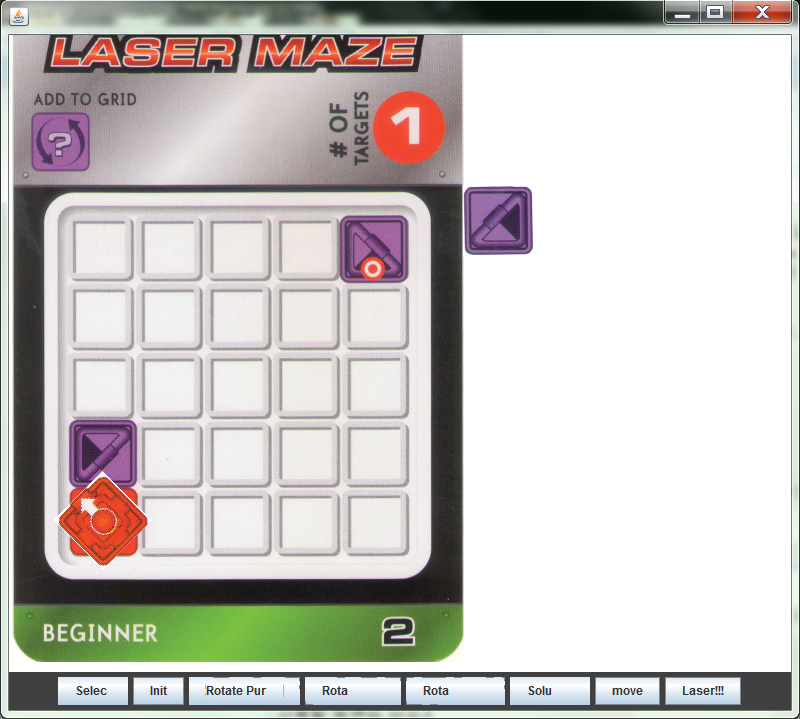 LASER MAZE
ADD TO GRID
?
# OF
TARGETS
1
BEGINNER
2
Selec
Init
Rotate Pur
Rota
Rota
Solu
move
Laser!!!